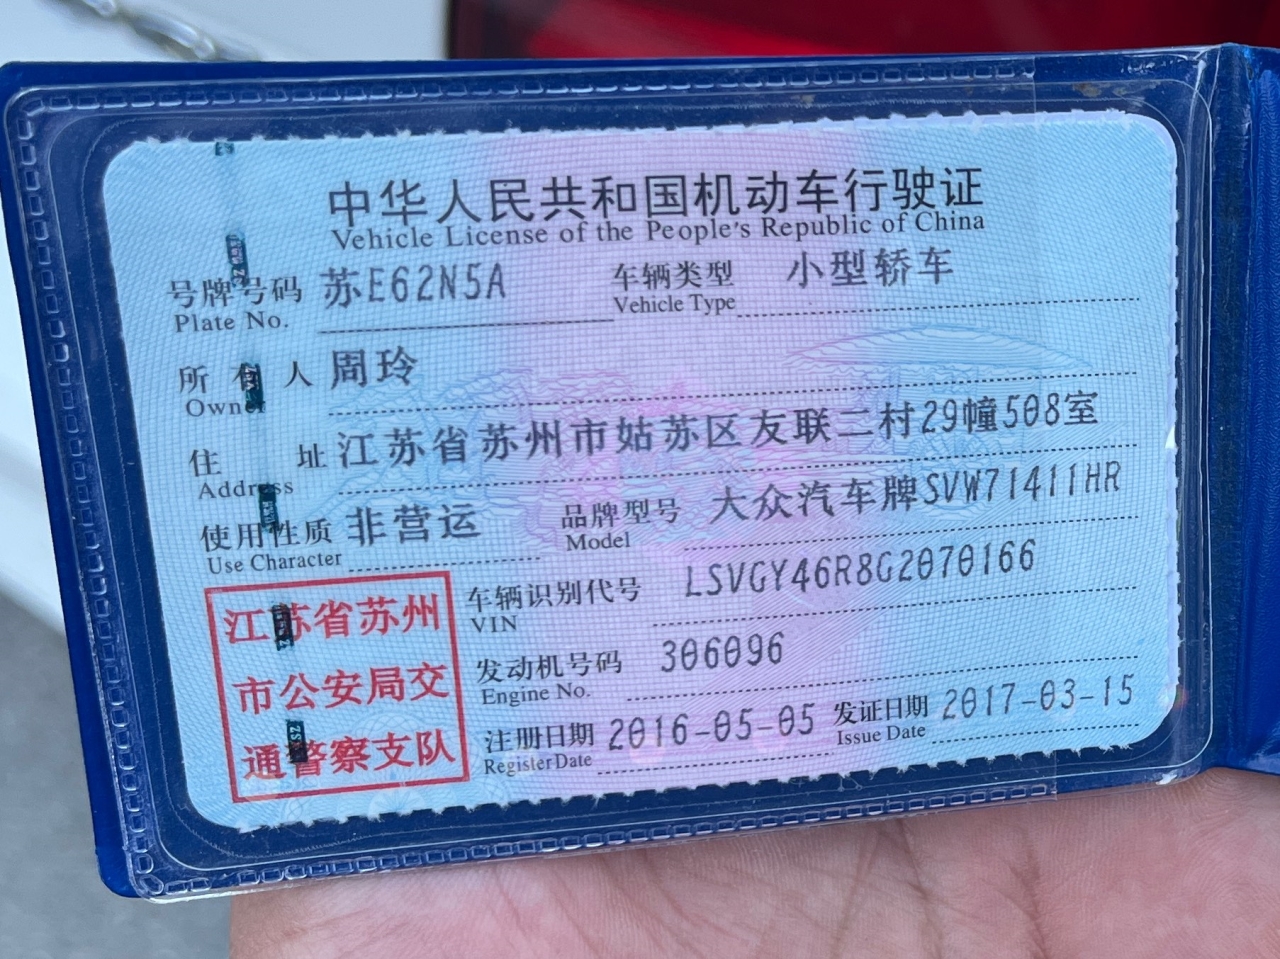 中华人民共和国机动车行驶证
Vehicle License of the People's Republic of China
号牌号码 苏E62N5A 车辆类型 小型轿车
Plate No. Vehicle Type
所有人 周玲
Owner
住址 江苏省苏州市姑苏区友联二村29幢508室
Address
使用性质 非营运 品牌型号 大众汽车牌SVW71411HR
Use Character Model
车辆识别代号 LSVGY46R8G2070166
VIN
发动机号码 306096
Engine No.
注册日期 2016-05-05 发证日期 2017-03-15
Register Date Issue Date
江苏省苏州
市公安局交
通警察支队